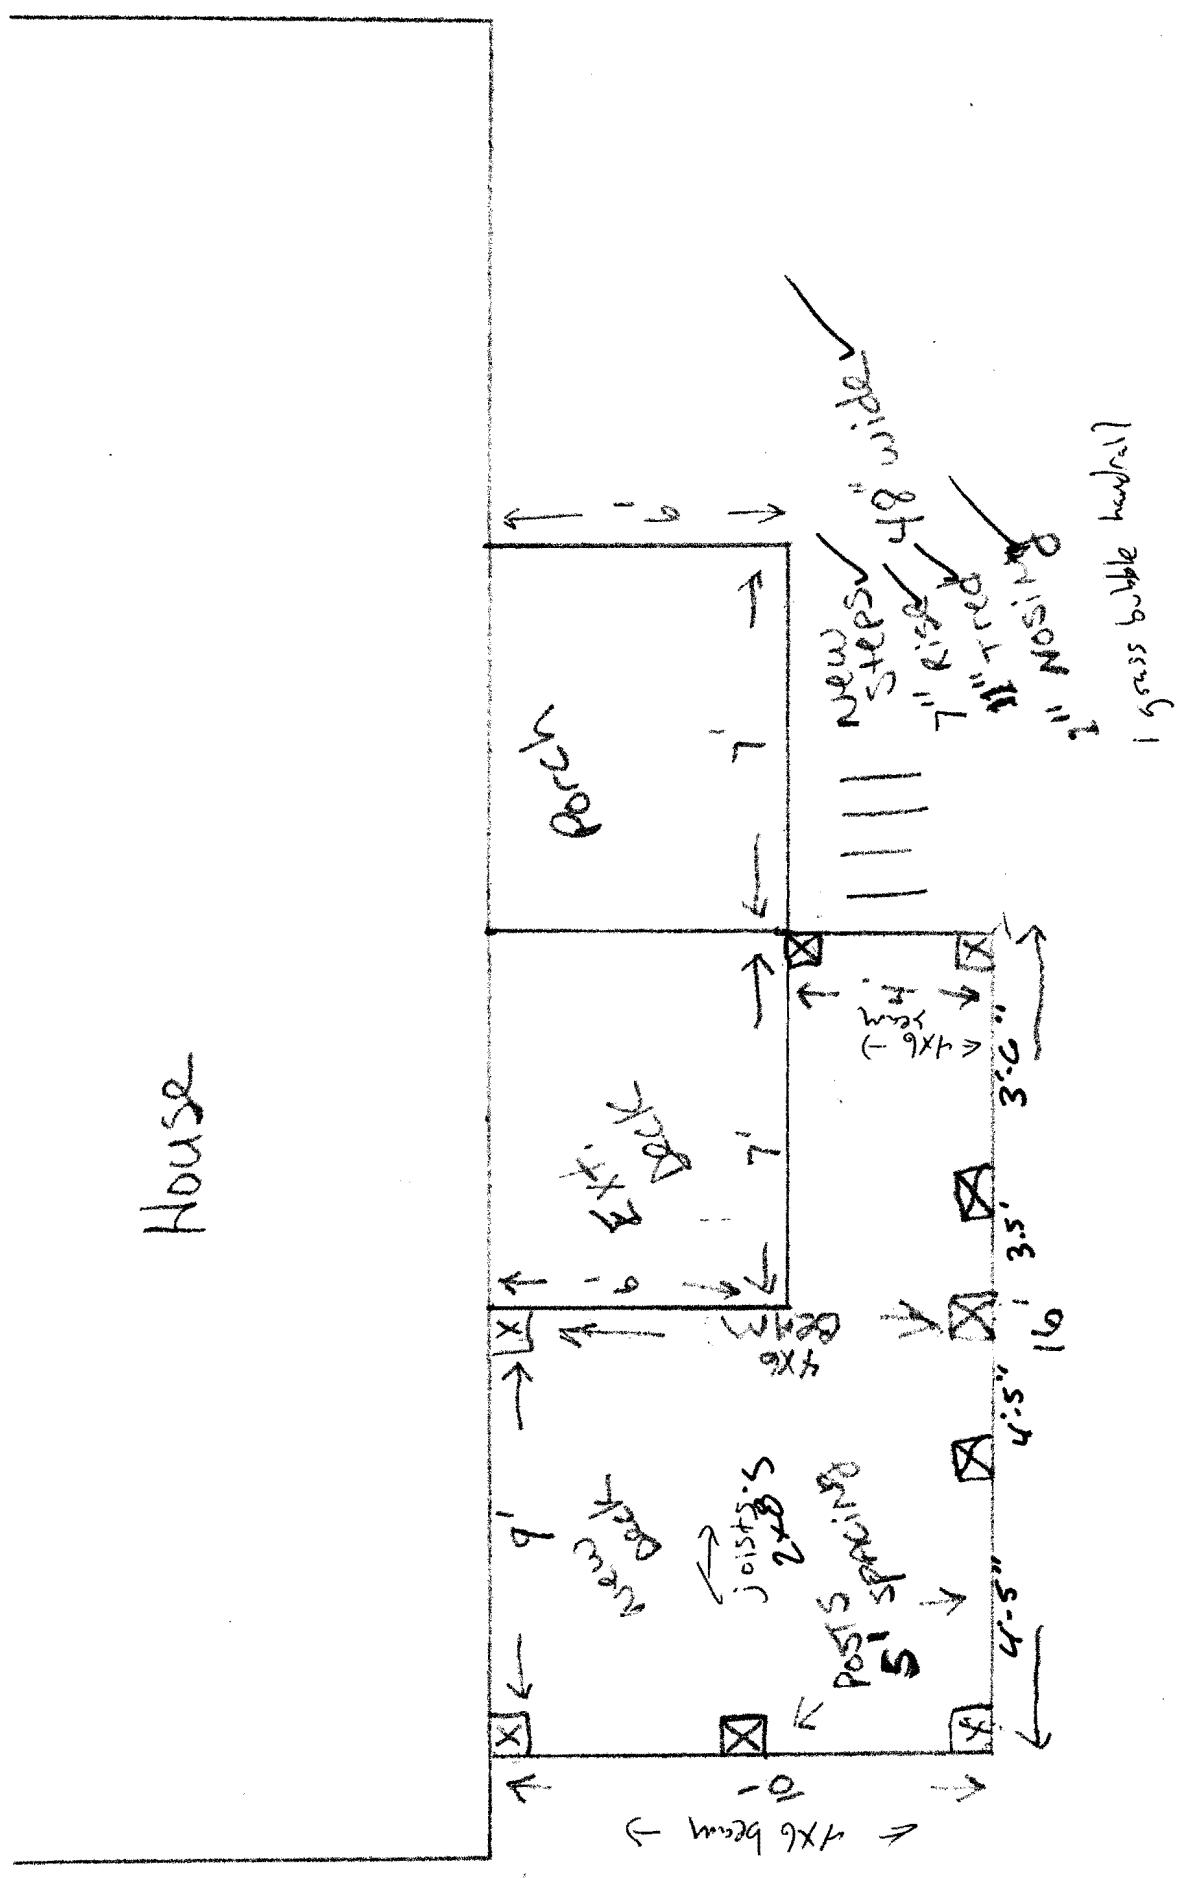 House
Porch
6'
7'
Ext.
Deck
6'
7'
New
Steps
48" wide
7" Rise
11" Tred
1" Nosing
1 grass bubble handrail
9'
New
Deck
joists.s
2x8
Posts
5' spacing
4x6
Beam
4'
4x6
beam
10'
4x6 beam
4'-5"
4'-5"
3.5'
3'-6"
16'